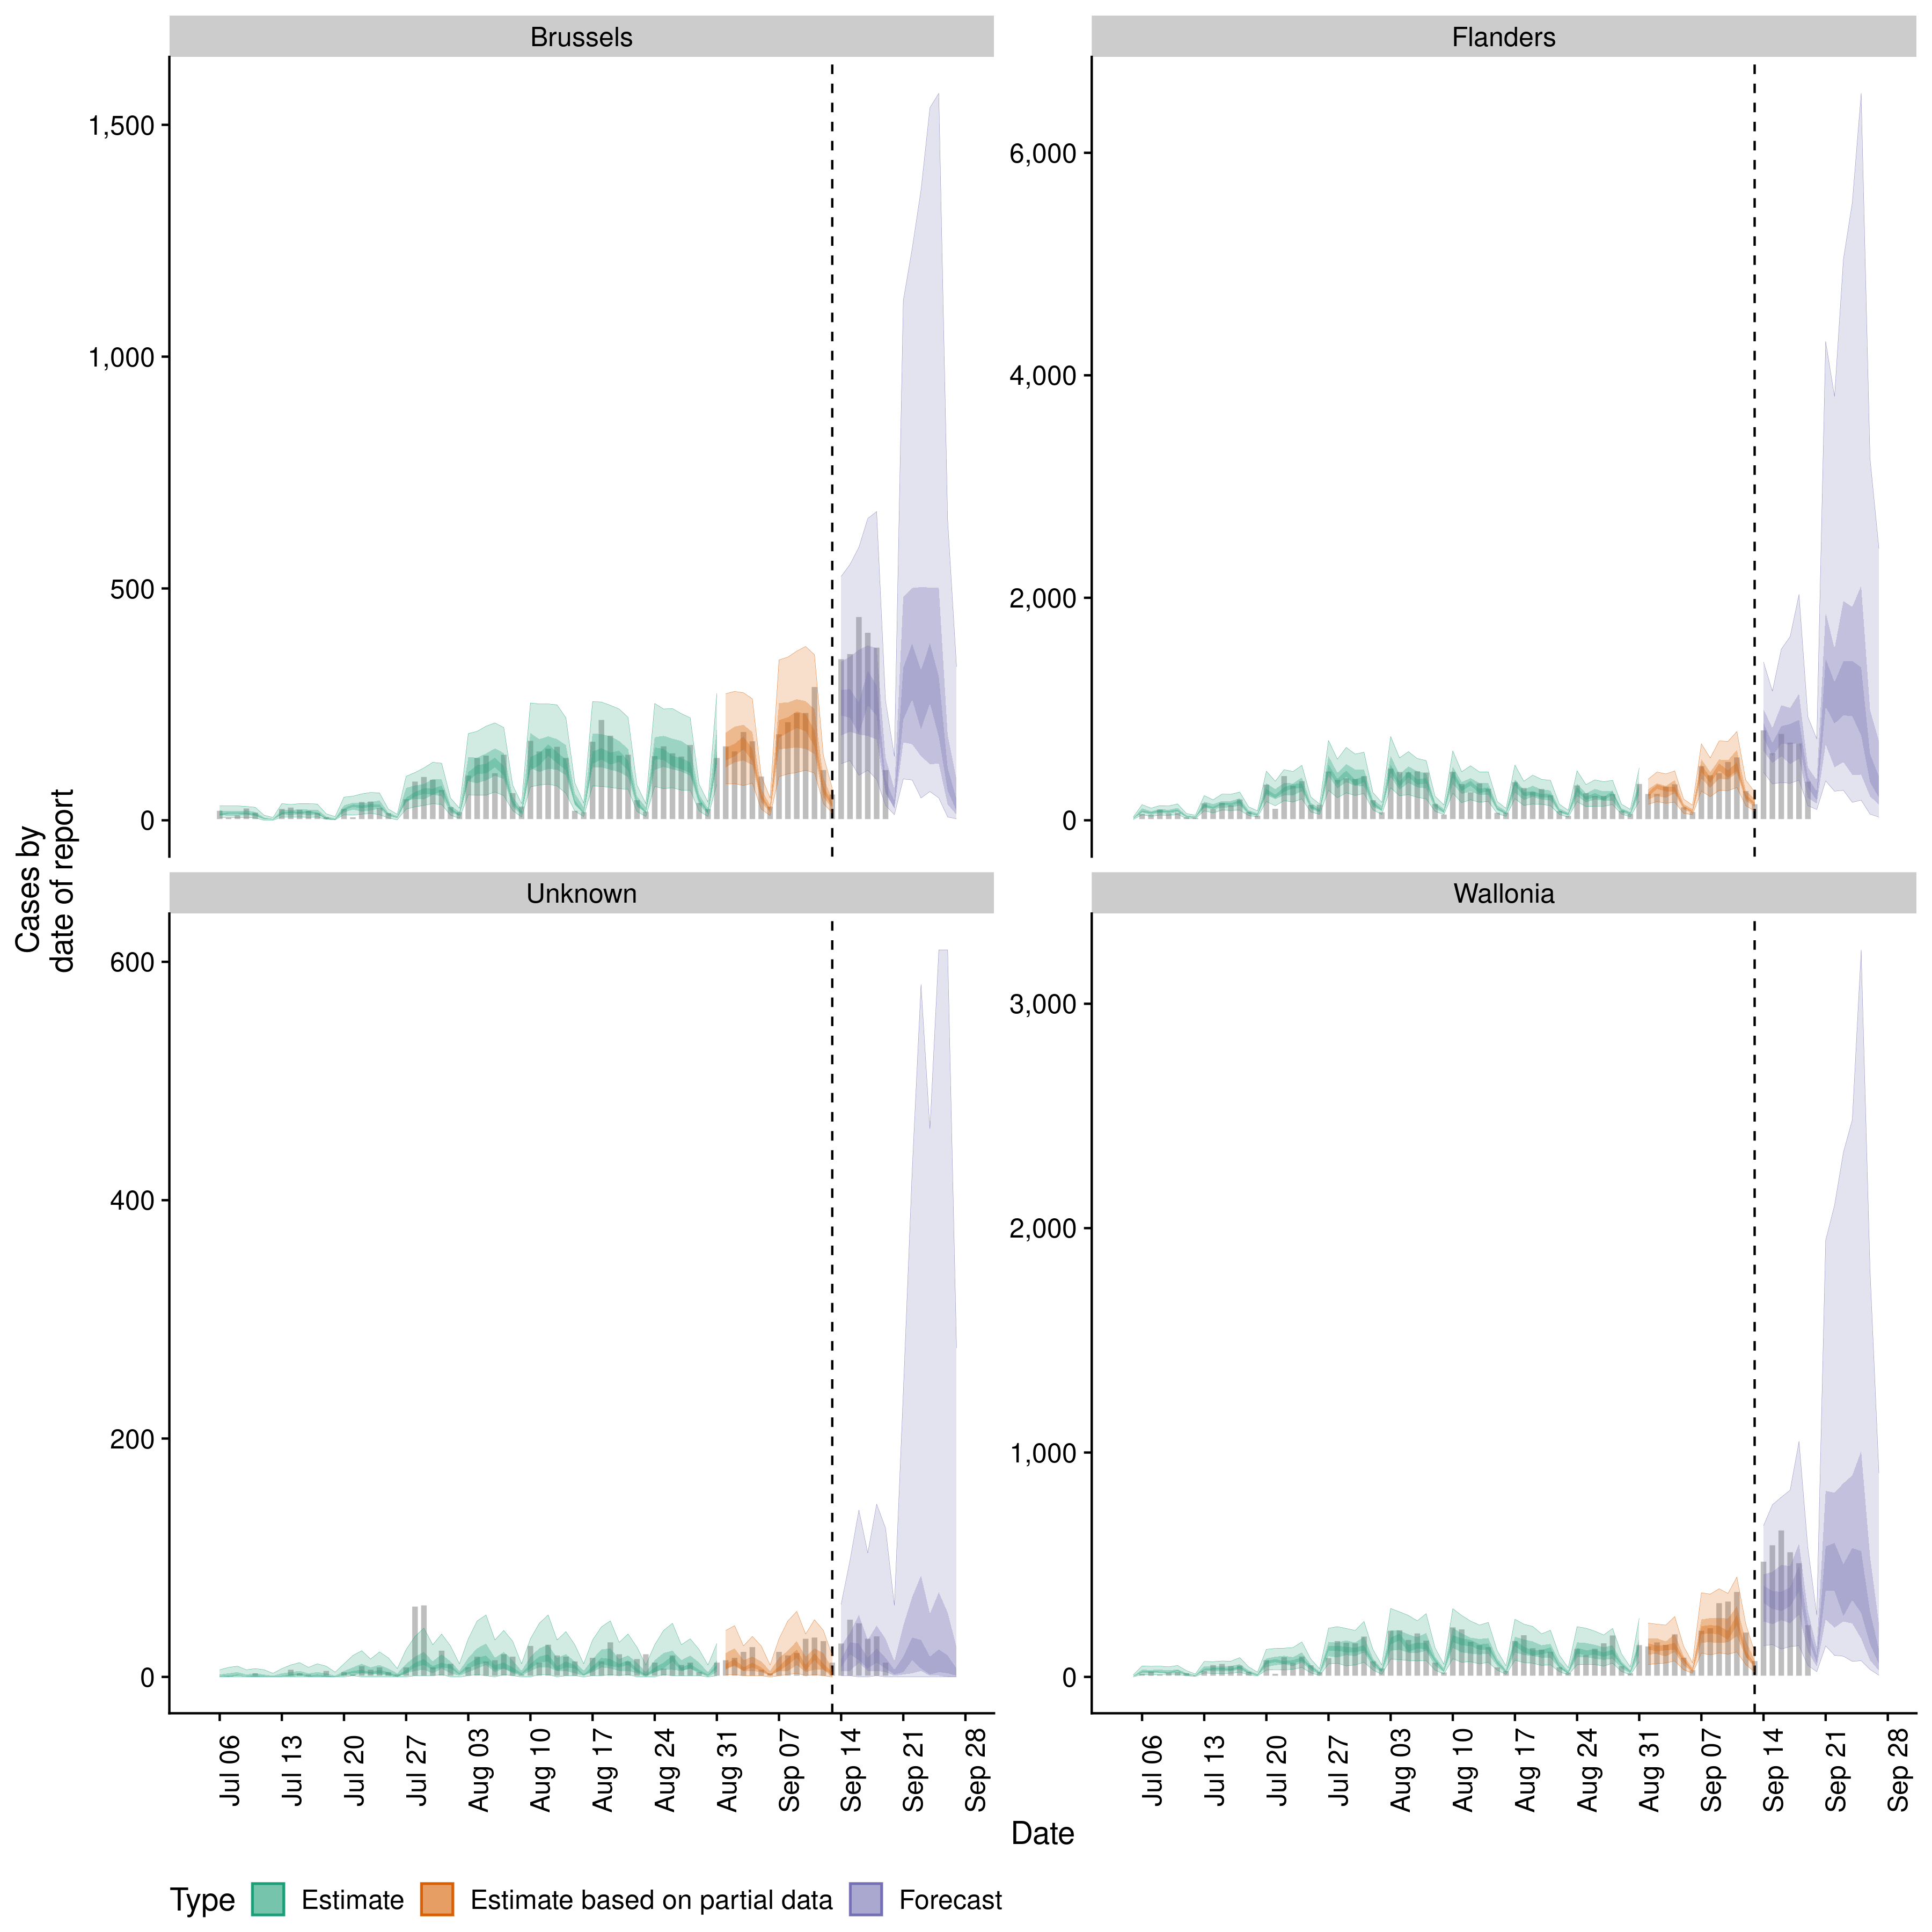 Brussels
Flanders
1,500
1,000
500
0
6,000
4,000
2,000
0
Cases by
date of report
Unknown
Wallonia
600
400
200
0
3,000
2,000
1,000
0
Jul 06
Jul 13
Jul 20
Jul 27
Aug 03
Aug 10
Aug 17
Aug 24
Aug 31
Sep 07
Sep 14
Sep 21
Sep 28
Jul 06
Jul 13
Jul 20
Jul 27
Aug 03
Aug 10
Aug 17
Aug 24
Aug 31
Sep 07
Sep 14
Sep 21
Sep 28
Date
Type Estimate Estimate based on partial data Forecast